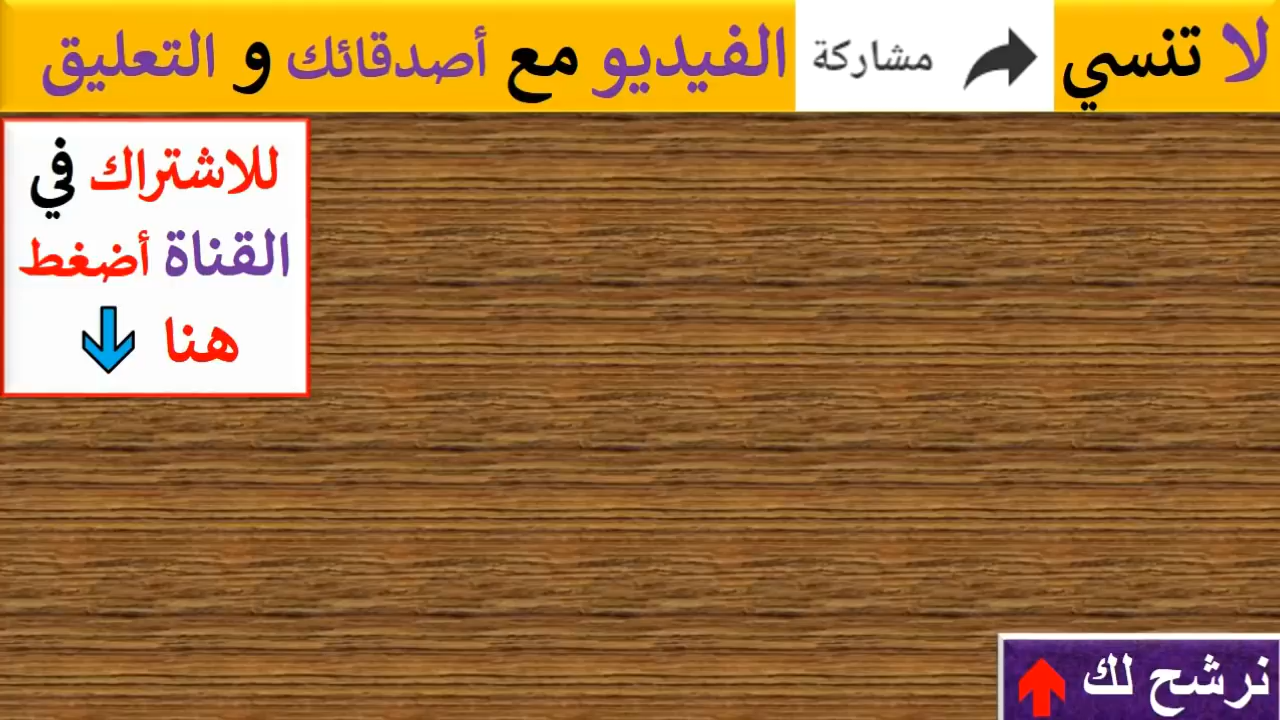 لا تنسي مشاركة الفيديو مع أصدقائك و التعليق
للاشتراك في
القناة أضغط
هنا
نرشح لك